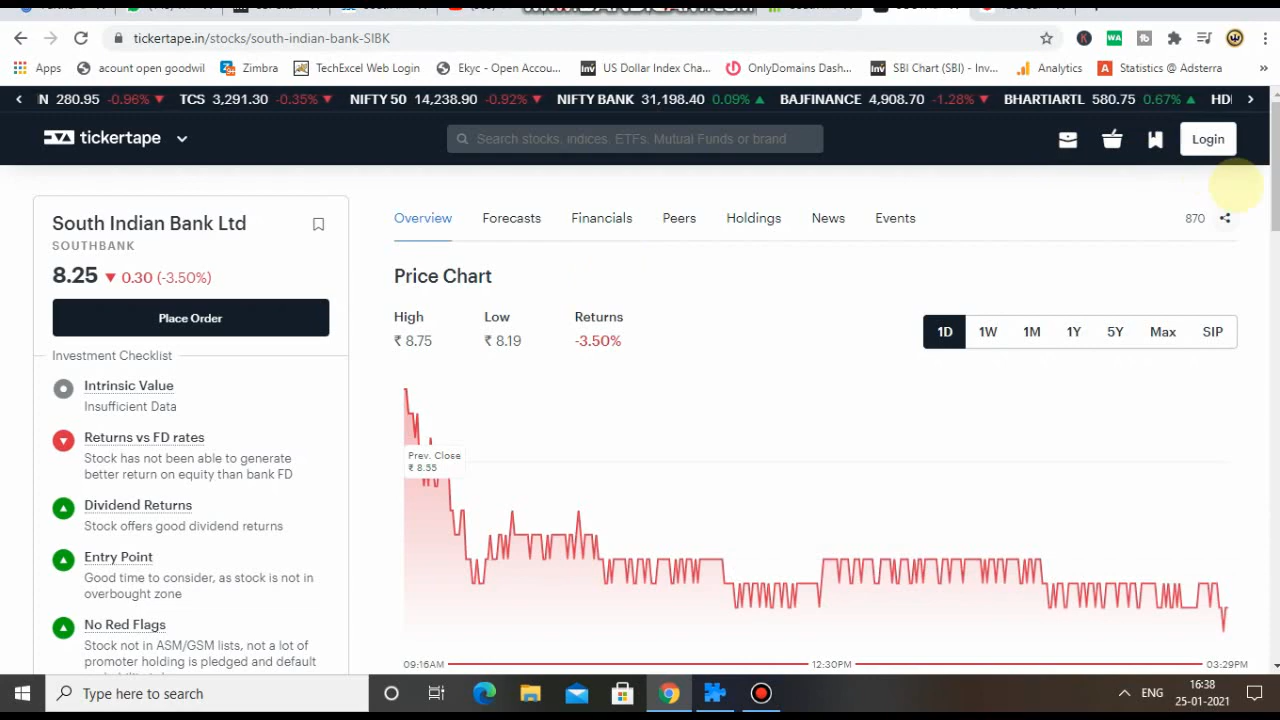 tickertape.in/stocks/south-indian-bank-SIBK
Apps acount open goodwil Zimbra TechExcel Web Login Ekyc - Open Accou... US Dollar Index Cha... OnlyDomains Dash... SBI Chart (SBI) - Inv... Analytics Statistics @ Adsterra »
N 280.95 -0.96% TCS 3,291.30 -0.35% NIFTY 50 14,238.90 -0.92% NIFTY BANK 31,198.40 0.09% BAJFINANCE 4,908.70 -1.28% BHARTIARTL 580.75 0.67% HD
tickertape
Search stocks, indices, ETFs, Mutual Funds or brand
Login
South Indian Bank Ltd
SOUTHBANK
8.25 0.30 (-3.50%)
Place Order
Investment Checklist
Intrinsic Value
Insufficient Data
Returns vs FD rates
Stock has not been able to generate
better return on equity than bank FD
Dividend Returns
Stock offers good dividend returns
Entry Point
Good time to consider, as stock is not in
overbought zone
No Red Flags
Stock not in ASM/GSM lists, not a lot of
promoter holding is pledged and default
Overview Forecasts Financials Peers Holdings News Events 870
Price Chart
High Low Returns
₹ 8.75 ₹ 8.19 -3.50%
1D 1W 1M 1Y 5Y Max SIP
Prev. Close
₹ 8.55
09:16AM 12:30PM 03:29PM
Type here to search
ENG
16:38
25-01-2021